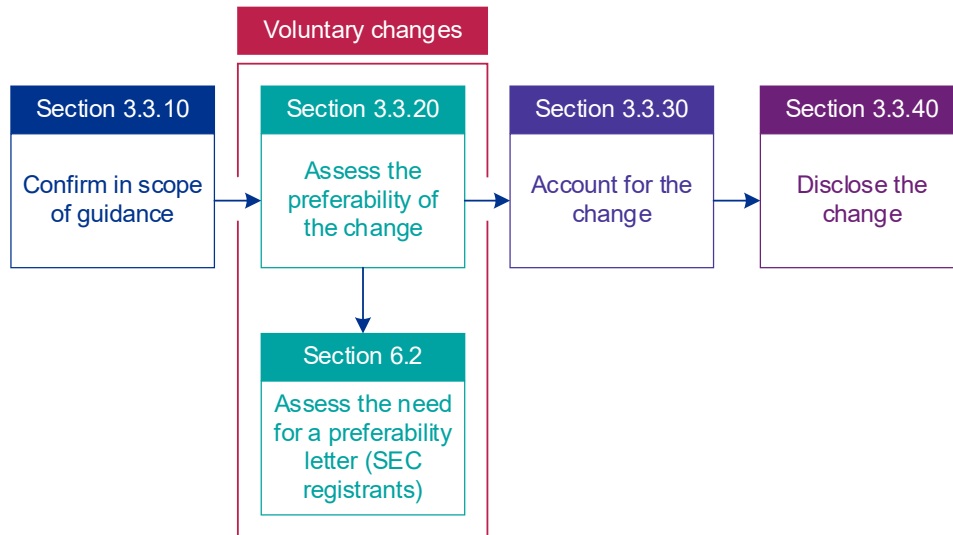 Voluntary changes
Section 3.3.10
Confirm in scope
of guidance
Section 3.3.20
Assess the
preferability of
the change
Section 3.3.30
Account for the
change
Section 3.3.40
Disclose the
change
Section 6.2
Assess the need
for a preferability
letter (SEC
registrants)